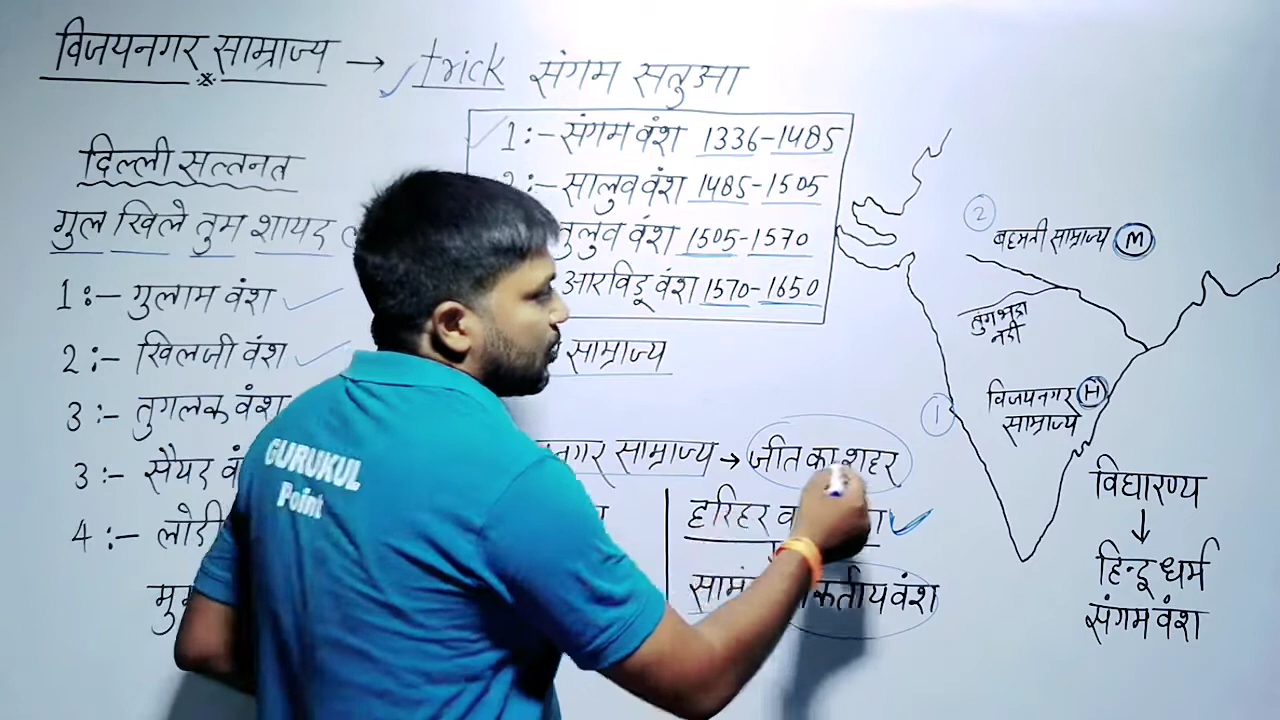 विजयनगर साम्राज्य → trick संगम सतुआ
दिल्ली सल्तनत
गुल खिले तुम शायद
1:- गुलाम वंश
2:- खिलजी वंश
3:- तुगलक वंश
3:- सैयद
4:- लोदी
1:- संगम वंश 1336-1485
:- सालुव वंश 1485-1505
तुलुव वंश 1505-1570
आरविडू वंश 1570-1650
साम्राज्य
साम्राज्य → जीत का शहर
हरिहर
वंश
2
बहमनी साम्राज्य M
तुंगभद्रा
नदी
1
विजयनगर H
साम्राज्य
विधारण्य
↓
हिन्दू धर्म
संगम वंश
GURUKUL
Point